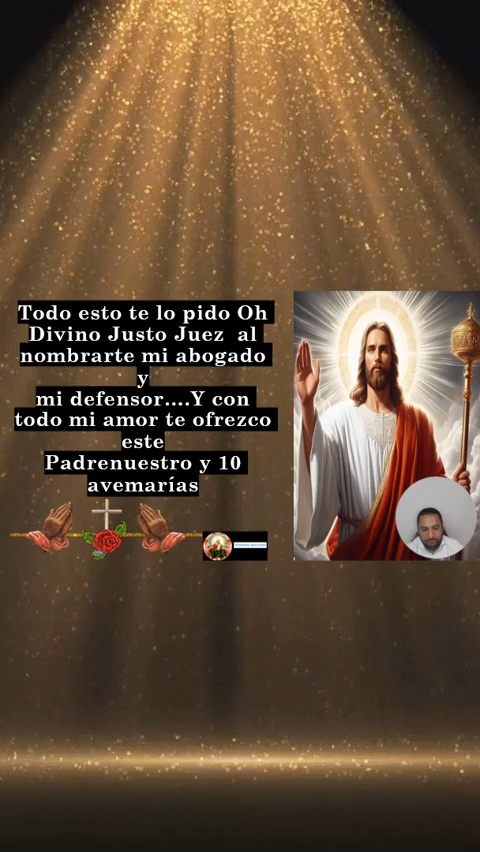 Todo esto te lo pido Oh
Divino Justo Juez al
nombrarte mi abogado
y
mi defensor....Y con
todo mi amor te ofrezco
este
Padrenuestro y 10
avemarías